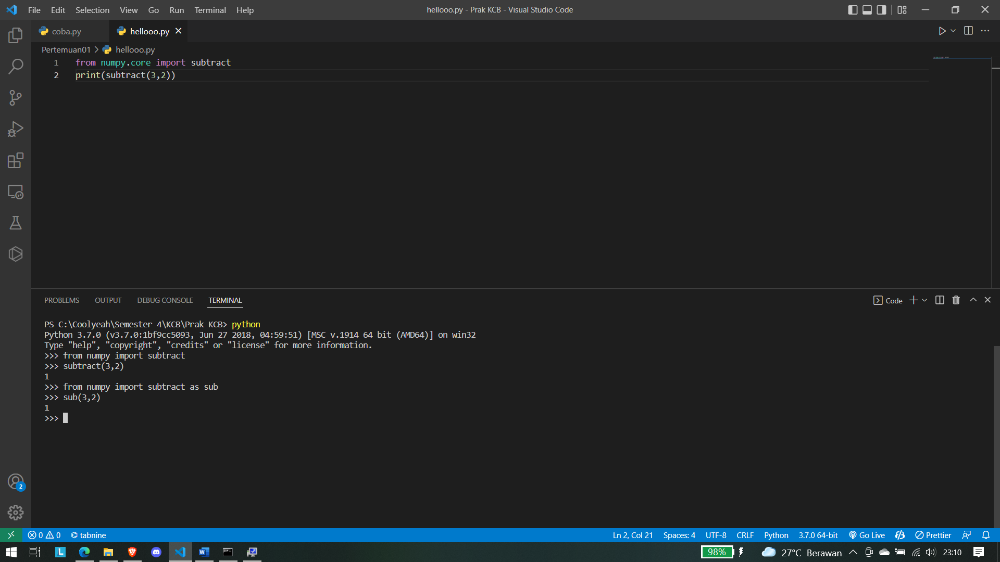 File Edit Selection View Go Run Terminal Help
hellooo.py - Prak KCB - Visual Studio Code
coba.py
hellooo.py
Pertemuan01 > hellooo.py
1 from numpy.core import subtract
2 print(subtract(3,2))
PROBLEMS OUTPUT DEBUG CONSOLE TERMINAL
Code
PS C:\Coolyeah\Semester 4\KCB\Prak KCB> python
Python 3.7.0 (v3.7.0:1bf9cc5093, Jun 27 2018, 04:59:51) [MSC v.1914 64 bit (AMD64)] on win32
Type "help", "copyright", "credits" or "license" for more information.
>>> from numpy import subtract
>>> subtract(3,2)
1
>>> from numpy import subtract as sub
>>> sub(3,2)
1
>>>
2
0 0 tabnine
Ln 2, Col 21 Spaces: 4 UTF-8 CRLF Python 3.7.0 64-bit Go Live Prettier
98% 27°C Berawan 23:10